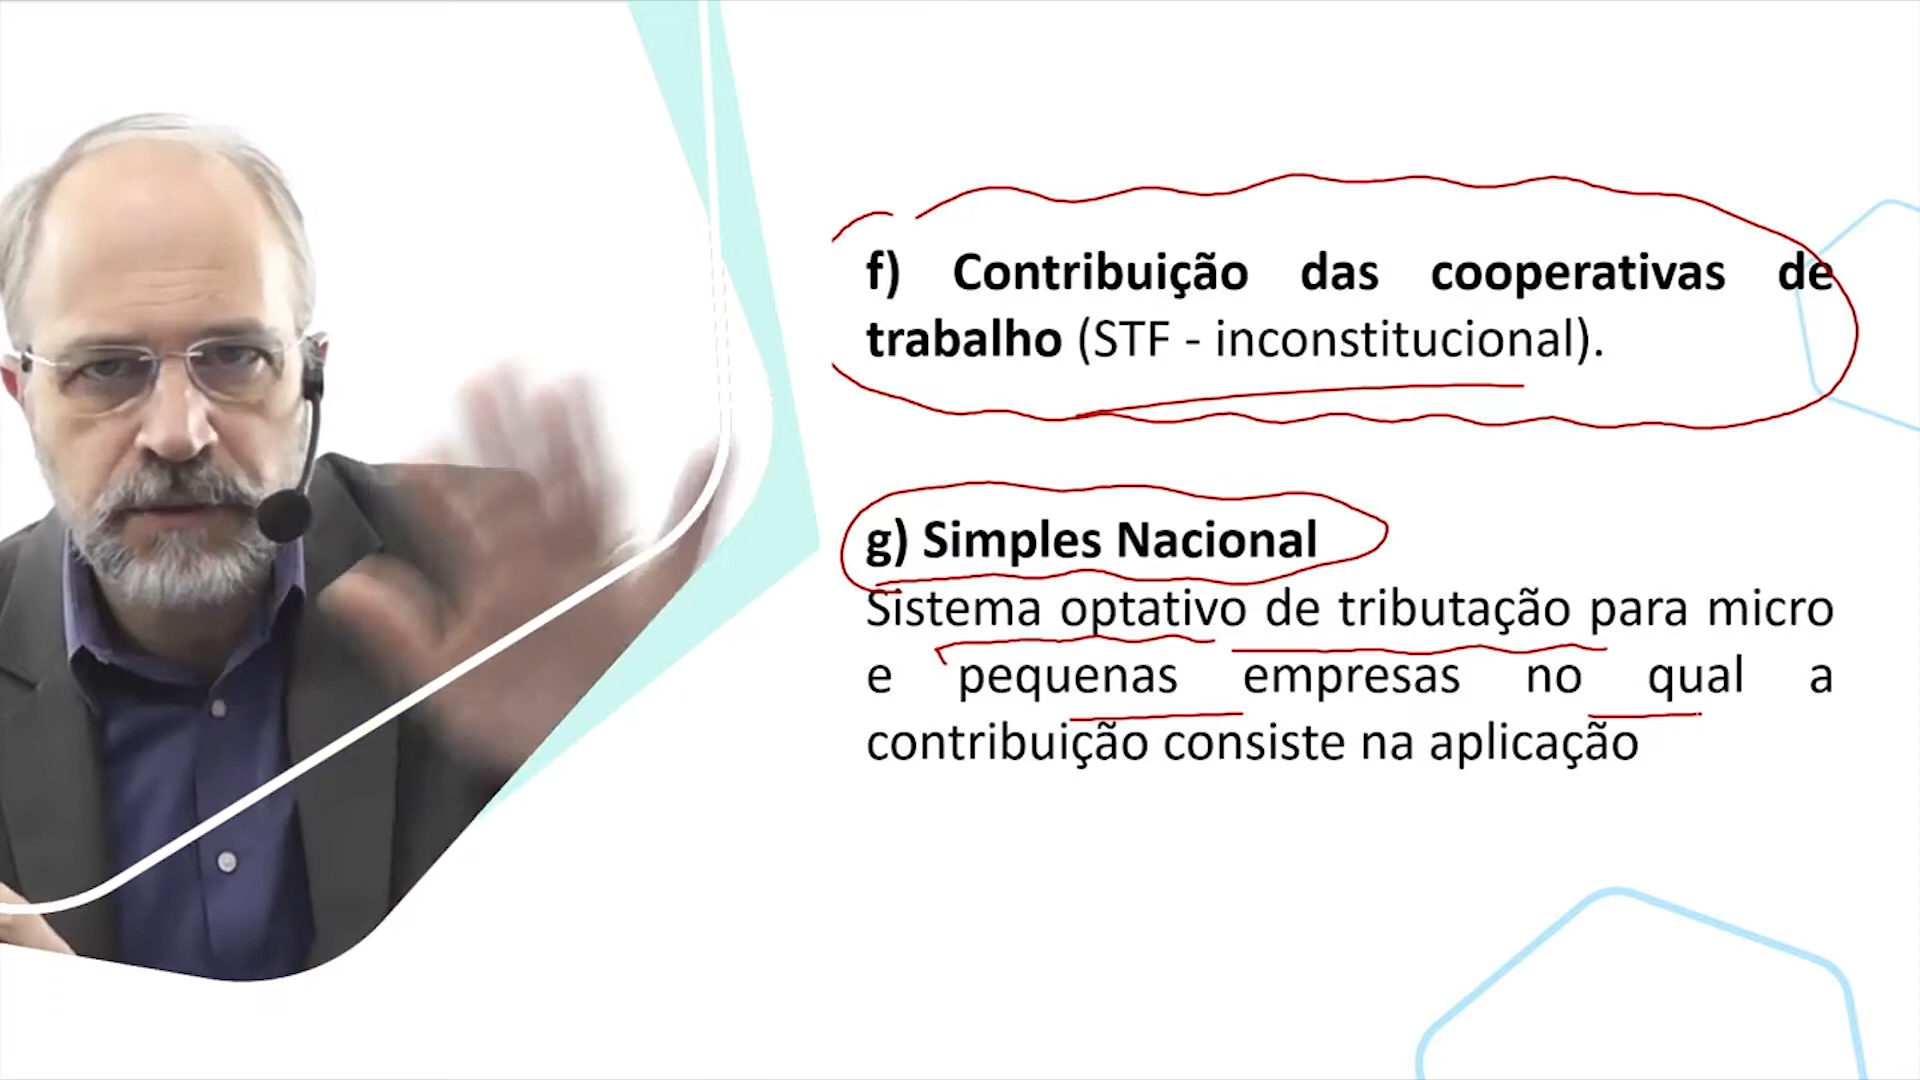 f) Contribuição das cooperativas de
trabalho (STF - inconstitucional).
g) Simples Nacional
Sistema optativo de tributação para micro
e pequenas empresas no qual a
contribuição consiste na aplicação